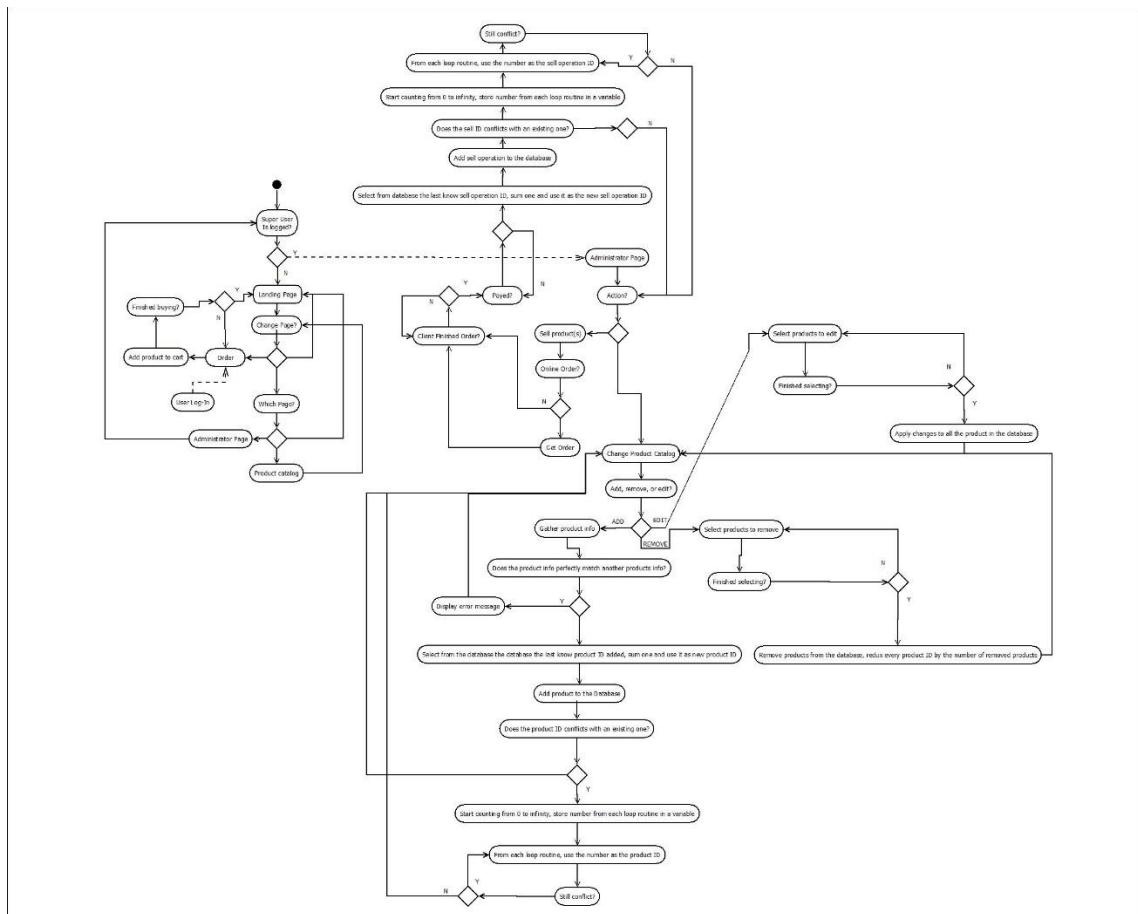 Still conflict?
Y
N
From each loop routine, use the number as the sell operation ID
Start counting from 0 to infinity, store number from each loop routine in a variable
Does the sell ID conflicts with an existing one?
N
Add sell operation to the database
Select from database the last know sell operation ID, sum one and use it as the new sell operation ID
Super User
In logged?
Y
N
Administrator Page
Landing Page
Finished buying?
Y
N
Change Page?
Add product to cart
Order
User Log-In
Which Page?
Administrator Page
Product catalog
N
Y
Payed?
N
Client Finished Order?
Action?
Sell product(s)
Online Order?
N
Get Order
Select products to edit
N
Finished selecting?
Y
Apply changes to all the product in the database
Change Product Catalog
Add, remove, or edit?
ADD
EDIT
REMOVE
Gather product info
Select products to remove
N
Does the product info perfectly match another products info?
Finished selecting?
Y
Display error message
Y
Select from the database the database the last know product ID added, sum one and use it as new product ID
Remove products from the database, redux every product ID by the number of removed products
Add product to the Database
Does the product ID conflicts with an existing one?
Y
Start counting from 0 to infinity, store number from each loop routine in a variable
From each loop routine, use the number as the product ID
Y
N
Still conflict?